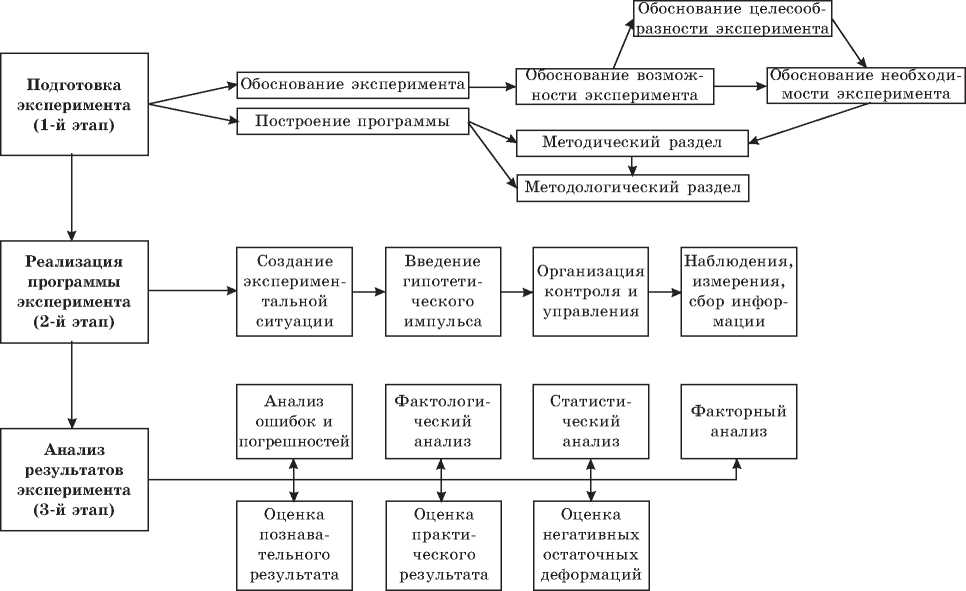 Обоснование целесооб-
разности эксперимента
Подготовка
эксперимента
(1-й этап)
Обоснование эксперимента
Обоснование возмож-
ности эксперимента
Обоснование необходи-
мости эксперимента
Построение программы
Методический раздел
Методологический раздел
Реализация
программы
эксперимента
(2-й этап)
Создание
эксперимен-
тальной
ситуации
Введение
гипотети-
ческого
импульса
Организация
контроля и
управления
Наблюдения,
измерения,
сбор инфор-
мации
Анализ
ошибок и
погрешностей
Фактологи-
ческий
анализ
Статисти-
ческий
анализ
Факторный
анализ
Анализ
результатов
эксперимента
(3-й этап)
Оценка
познава-
тельного
результата
Оценка
практи-
ческого
результата
Оценка
негативных
остаточных
деформаций